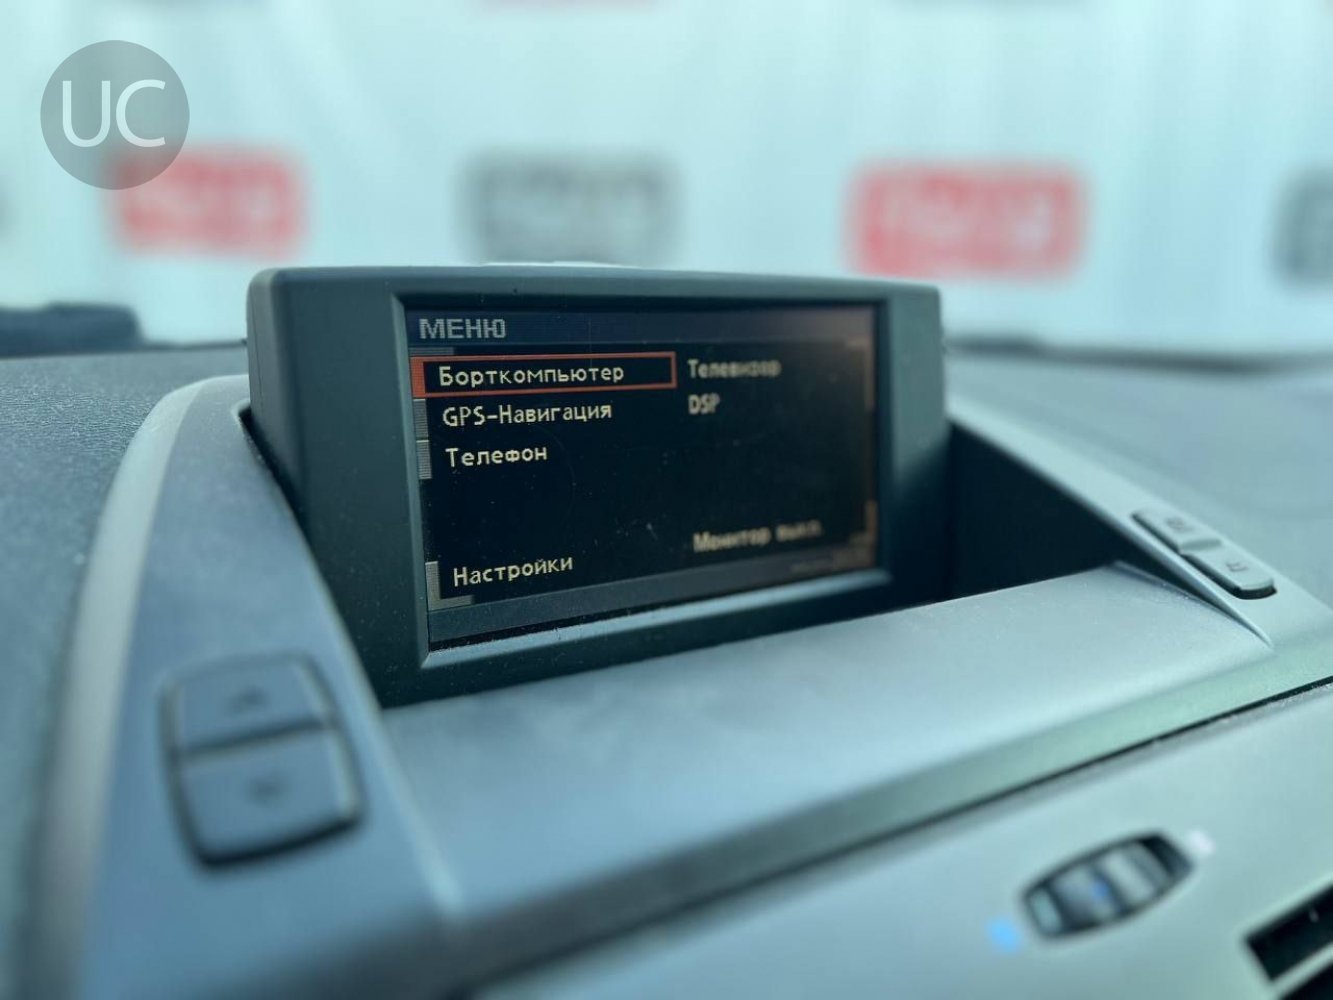 UC
МЕНЮ
Борткомпьютер
Телевизор
GPS-Навигация
DSP
Телефон
Настройки
Монитор выкл.